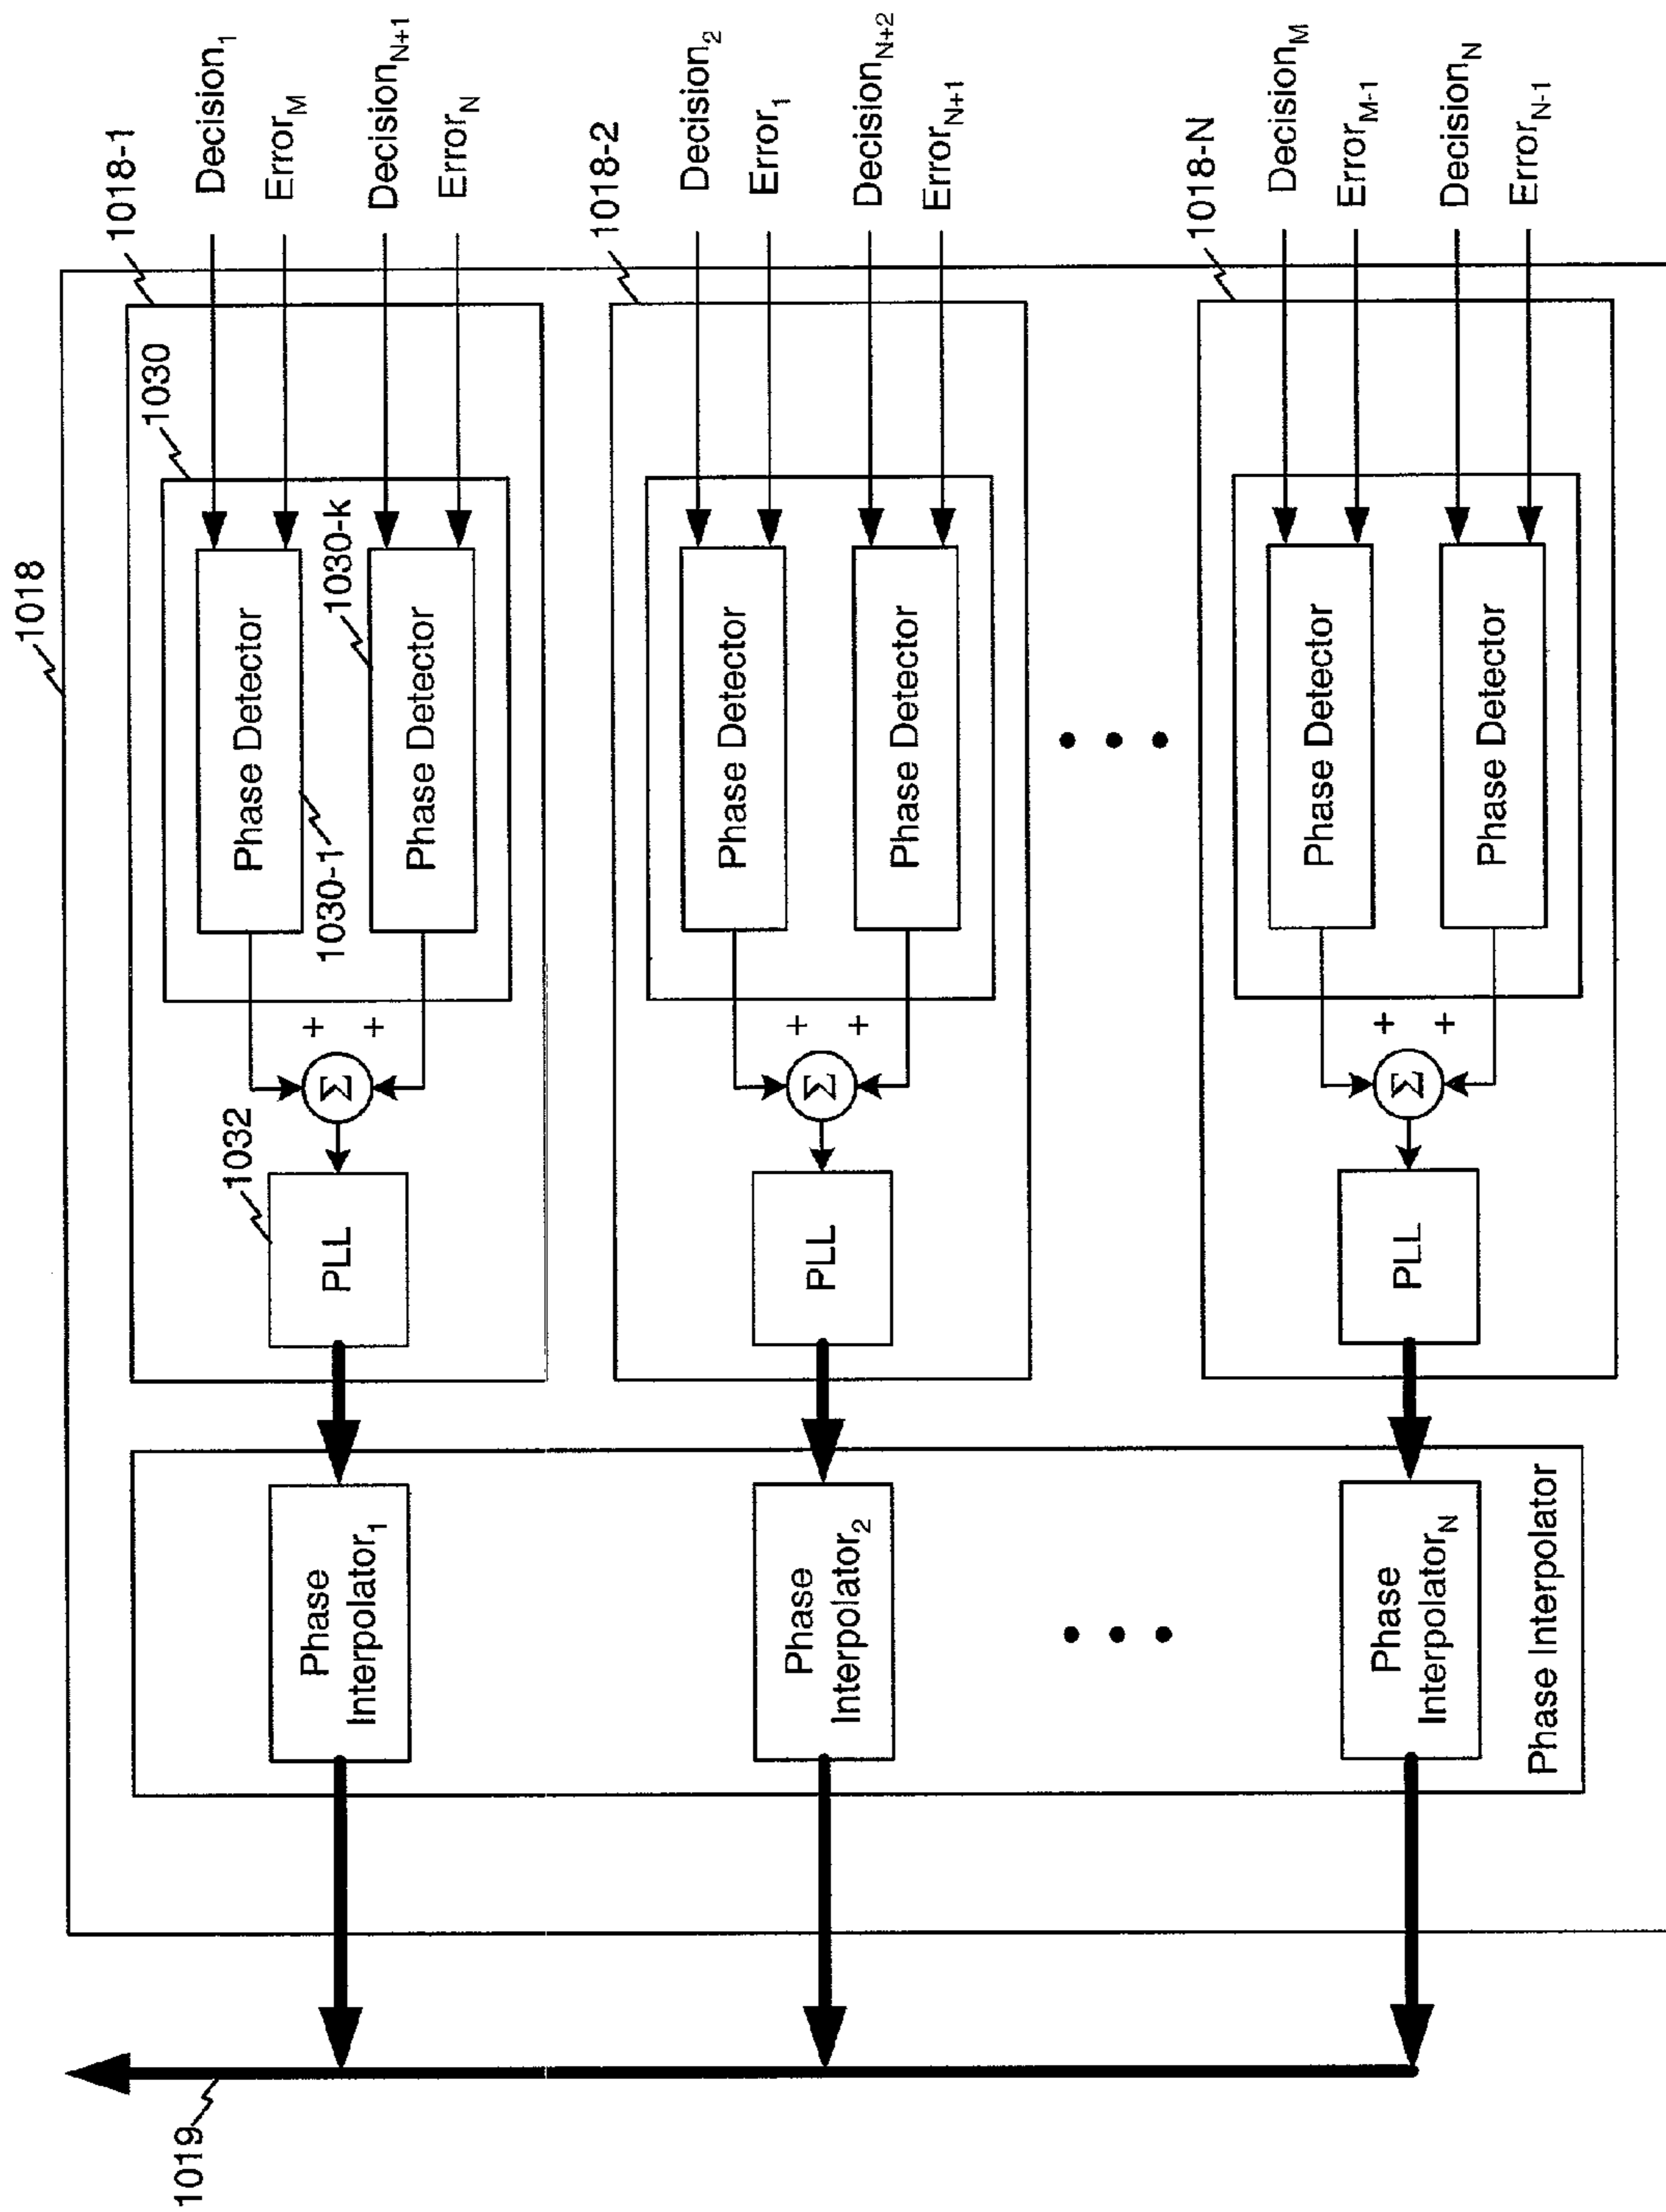 1018
1018-1
Decision1
ErrorM
DecisionN+1
ErrorN
1030
Phase Detector
1030-1
Phase Detector
1030-k
+
+
Σ
1032
PLL
Phase
Interpolator1
1018-2
Decision2
Error1
DecisionN+2
ErrorN+1
Phase Detector
Phase Detector
+
+
Σ
PLL
Phase
Interpolator2
1018-N
DecisionM
ErrorM-1
DecisionN
ErrorN-1
Phase Detector
Phase Detector
+
+
Σ
PLL
Phase
InterpolatorN
Phase Interpolator
1019